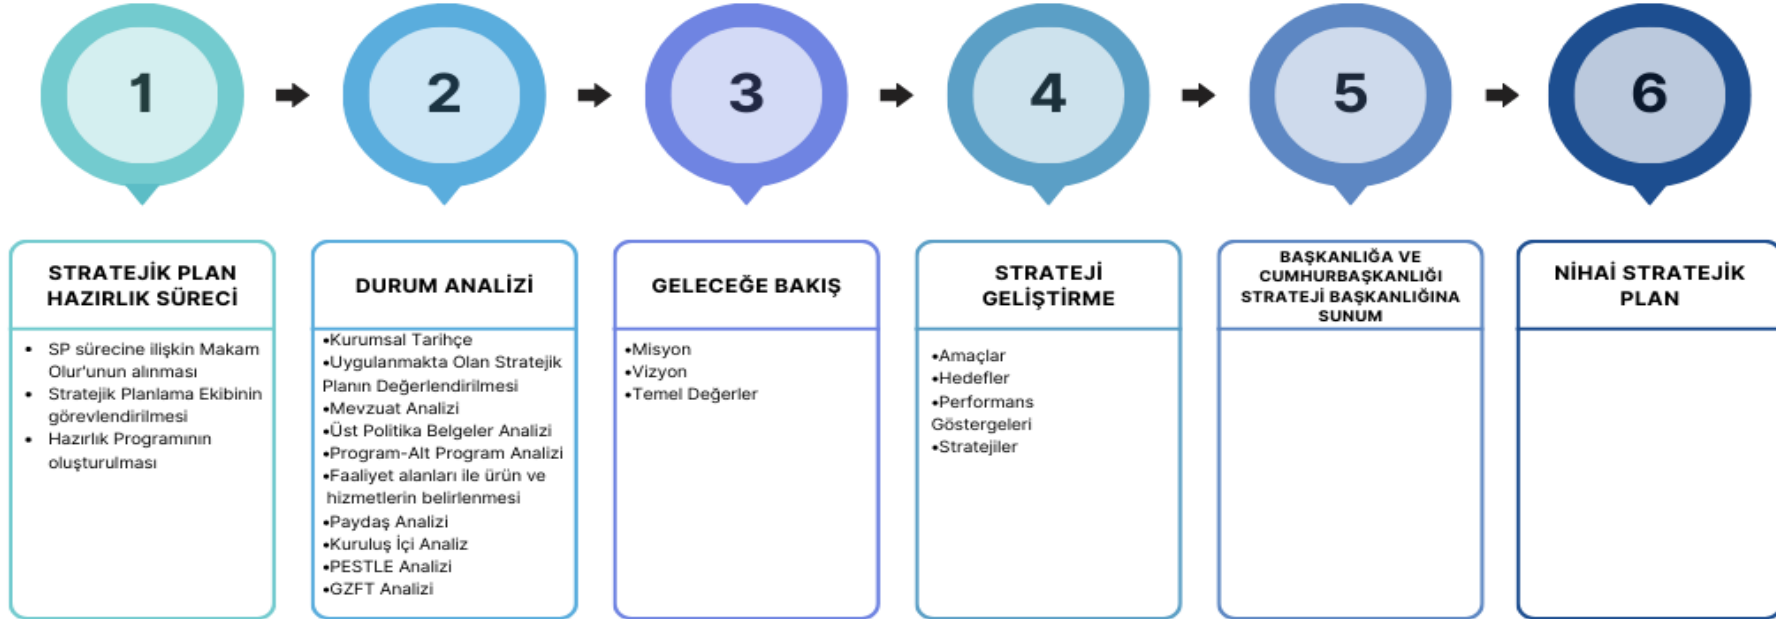 1
2
3
4
5
6
STRATEJİK PLAN
HAZIRLIK SÜRECİ
• SP sürecine ilişkin Makam
Olur'unun alınması
• Stratejik Planlama Ekibinin
görevlendirilmesi
• Hazırlık Programının
oluşturulması
DURUM ANALİZİ
•Kurumsal Tarihçe
•Uygulanmakta Olan Stratejik
Planın Değerlendirilmesi
•Mevzuat Analizi
•Üst Politika Belgeler Analizi
•Program-Alt Program Analizi
•Faaliyet alanları ile ürün ve
hizmetlerin belirlenmesi
•Paydaş Analizi
•Kuruluş İçi Analiz
•PESTLE Analizi
•GZFT Analizi
GELECEĞE BAKIŞ
•Misyon
•Vizyon
•Temel Değerler
STRATEJİ
GELİŞTİRME
•Amaçlar
•Hedefler
•Performans
Göstergeleri
•Stratejiler
BAŞKANLIĞA VE
CUMHURBAŞKANLIĞI
STRATEJİ BAŞKANLIĞINA
SUNUM
NİHAİ STRATEJİK
PLAN